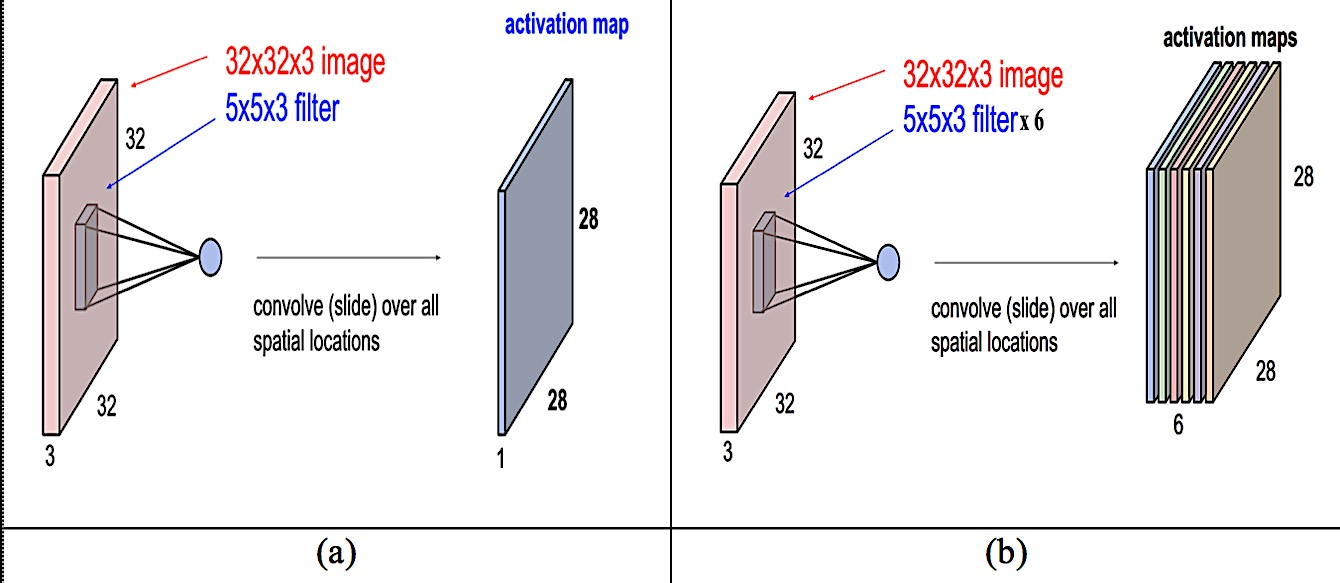 activation map
32x32x3 image
5x5x3 filter
32
28
convolve (slide) over all
spatial locations
32
28
3
1
(a)
activation maps
32x32x3 image
5x5x3 filter x 6
32
28
convolve (slide) over all
spatial locations
28
32
6
3
(b)